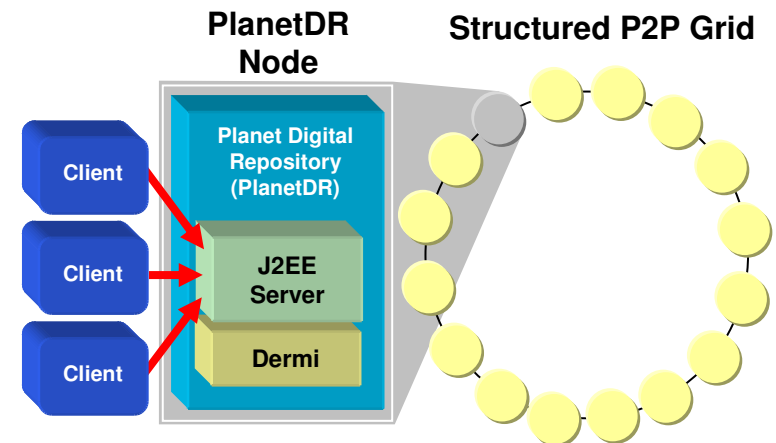 PlanetDR
Node
Structured P2P Grid
Planet Digital
Repository
(PlanetDR)
Client
Client
Client
J2EE
Server
Dermi